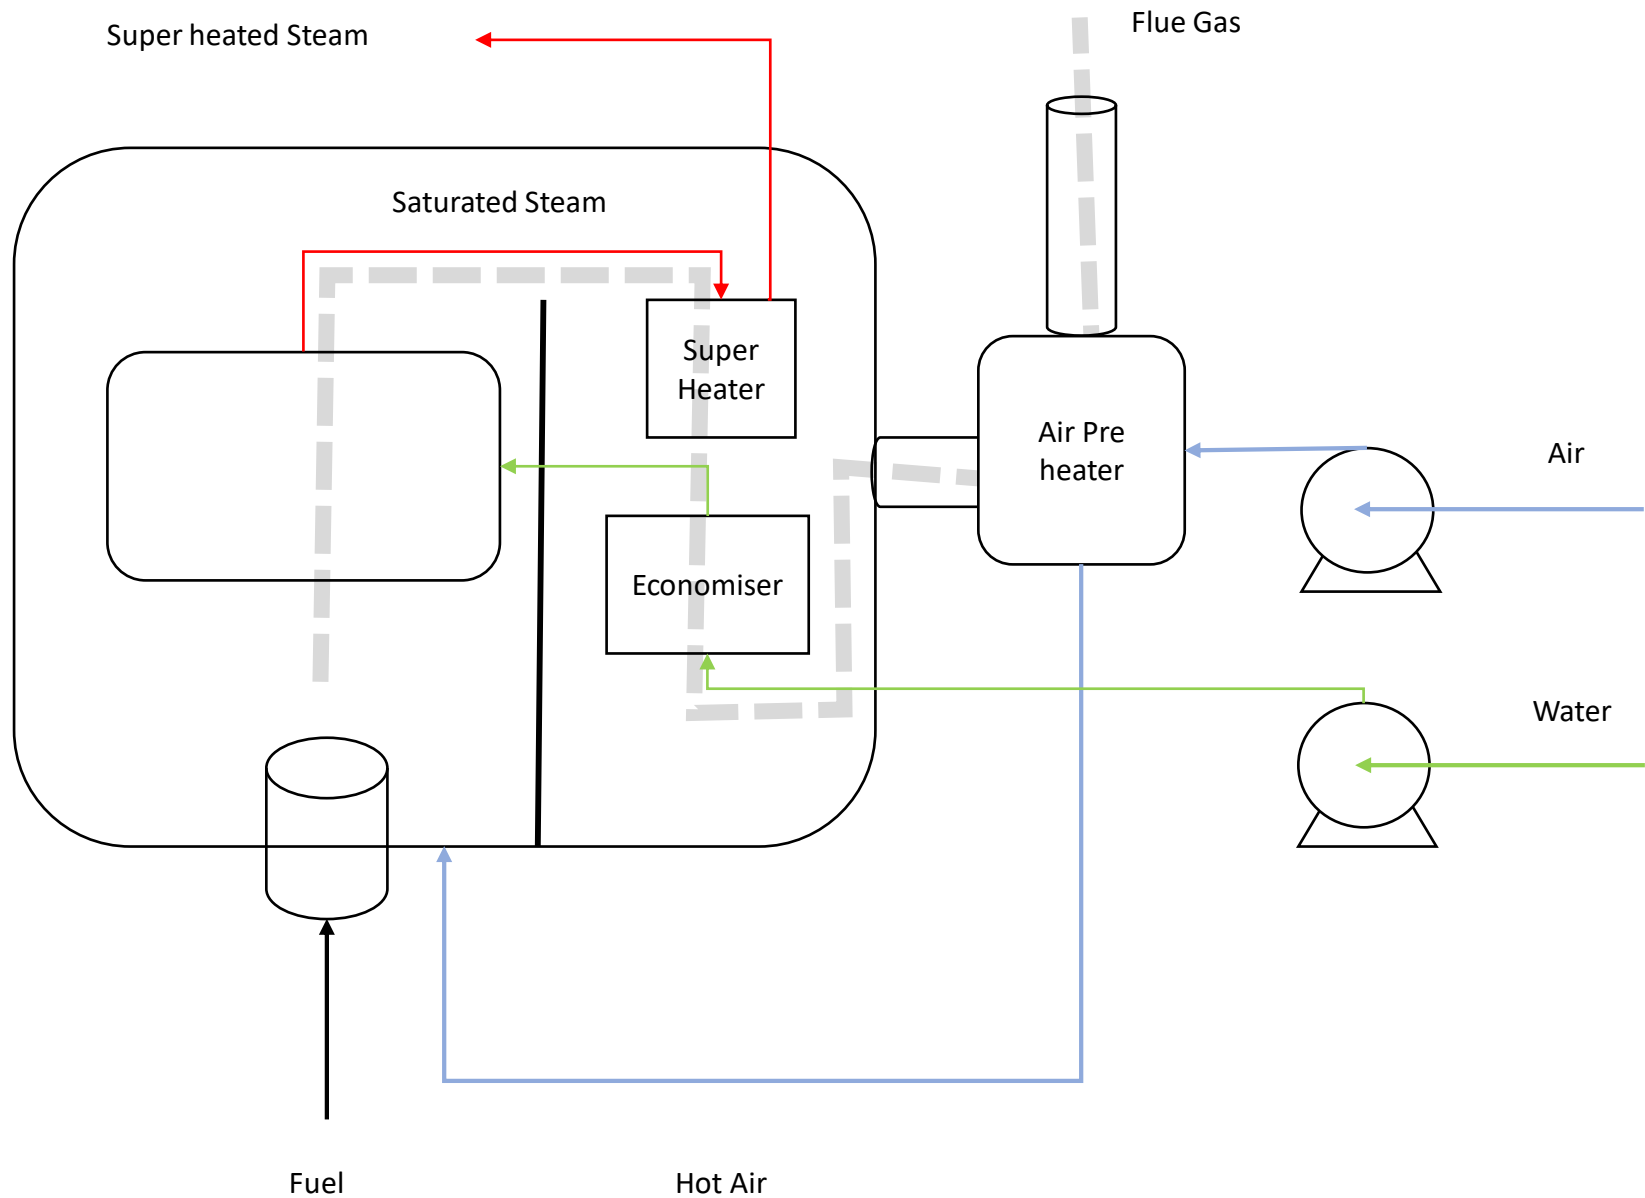 Flue Gas
Super heated Steam
Saturated Steam
Super
Heater
Air Pre
heater
Air
Economiser
Water
Fuel
Hot Air